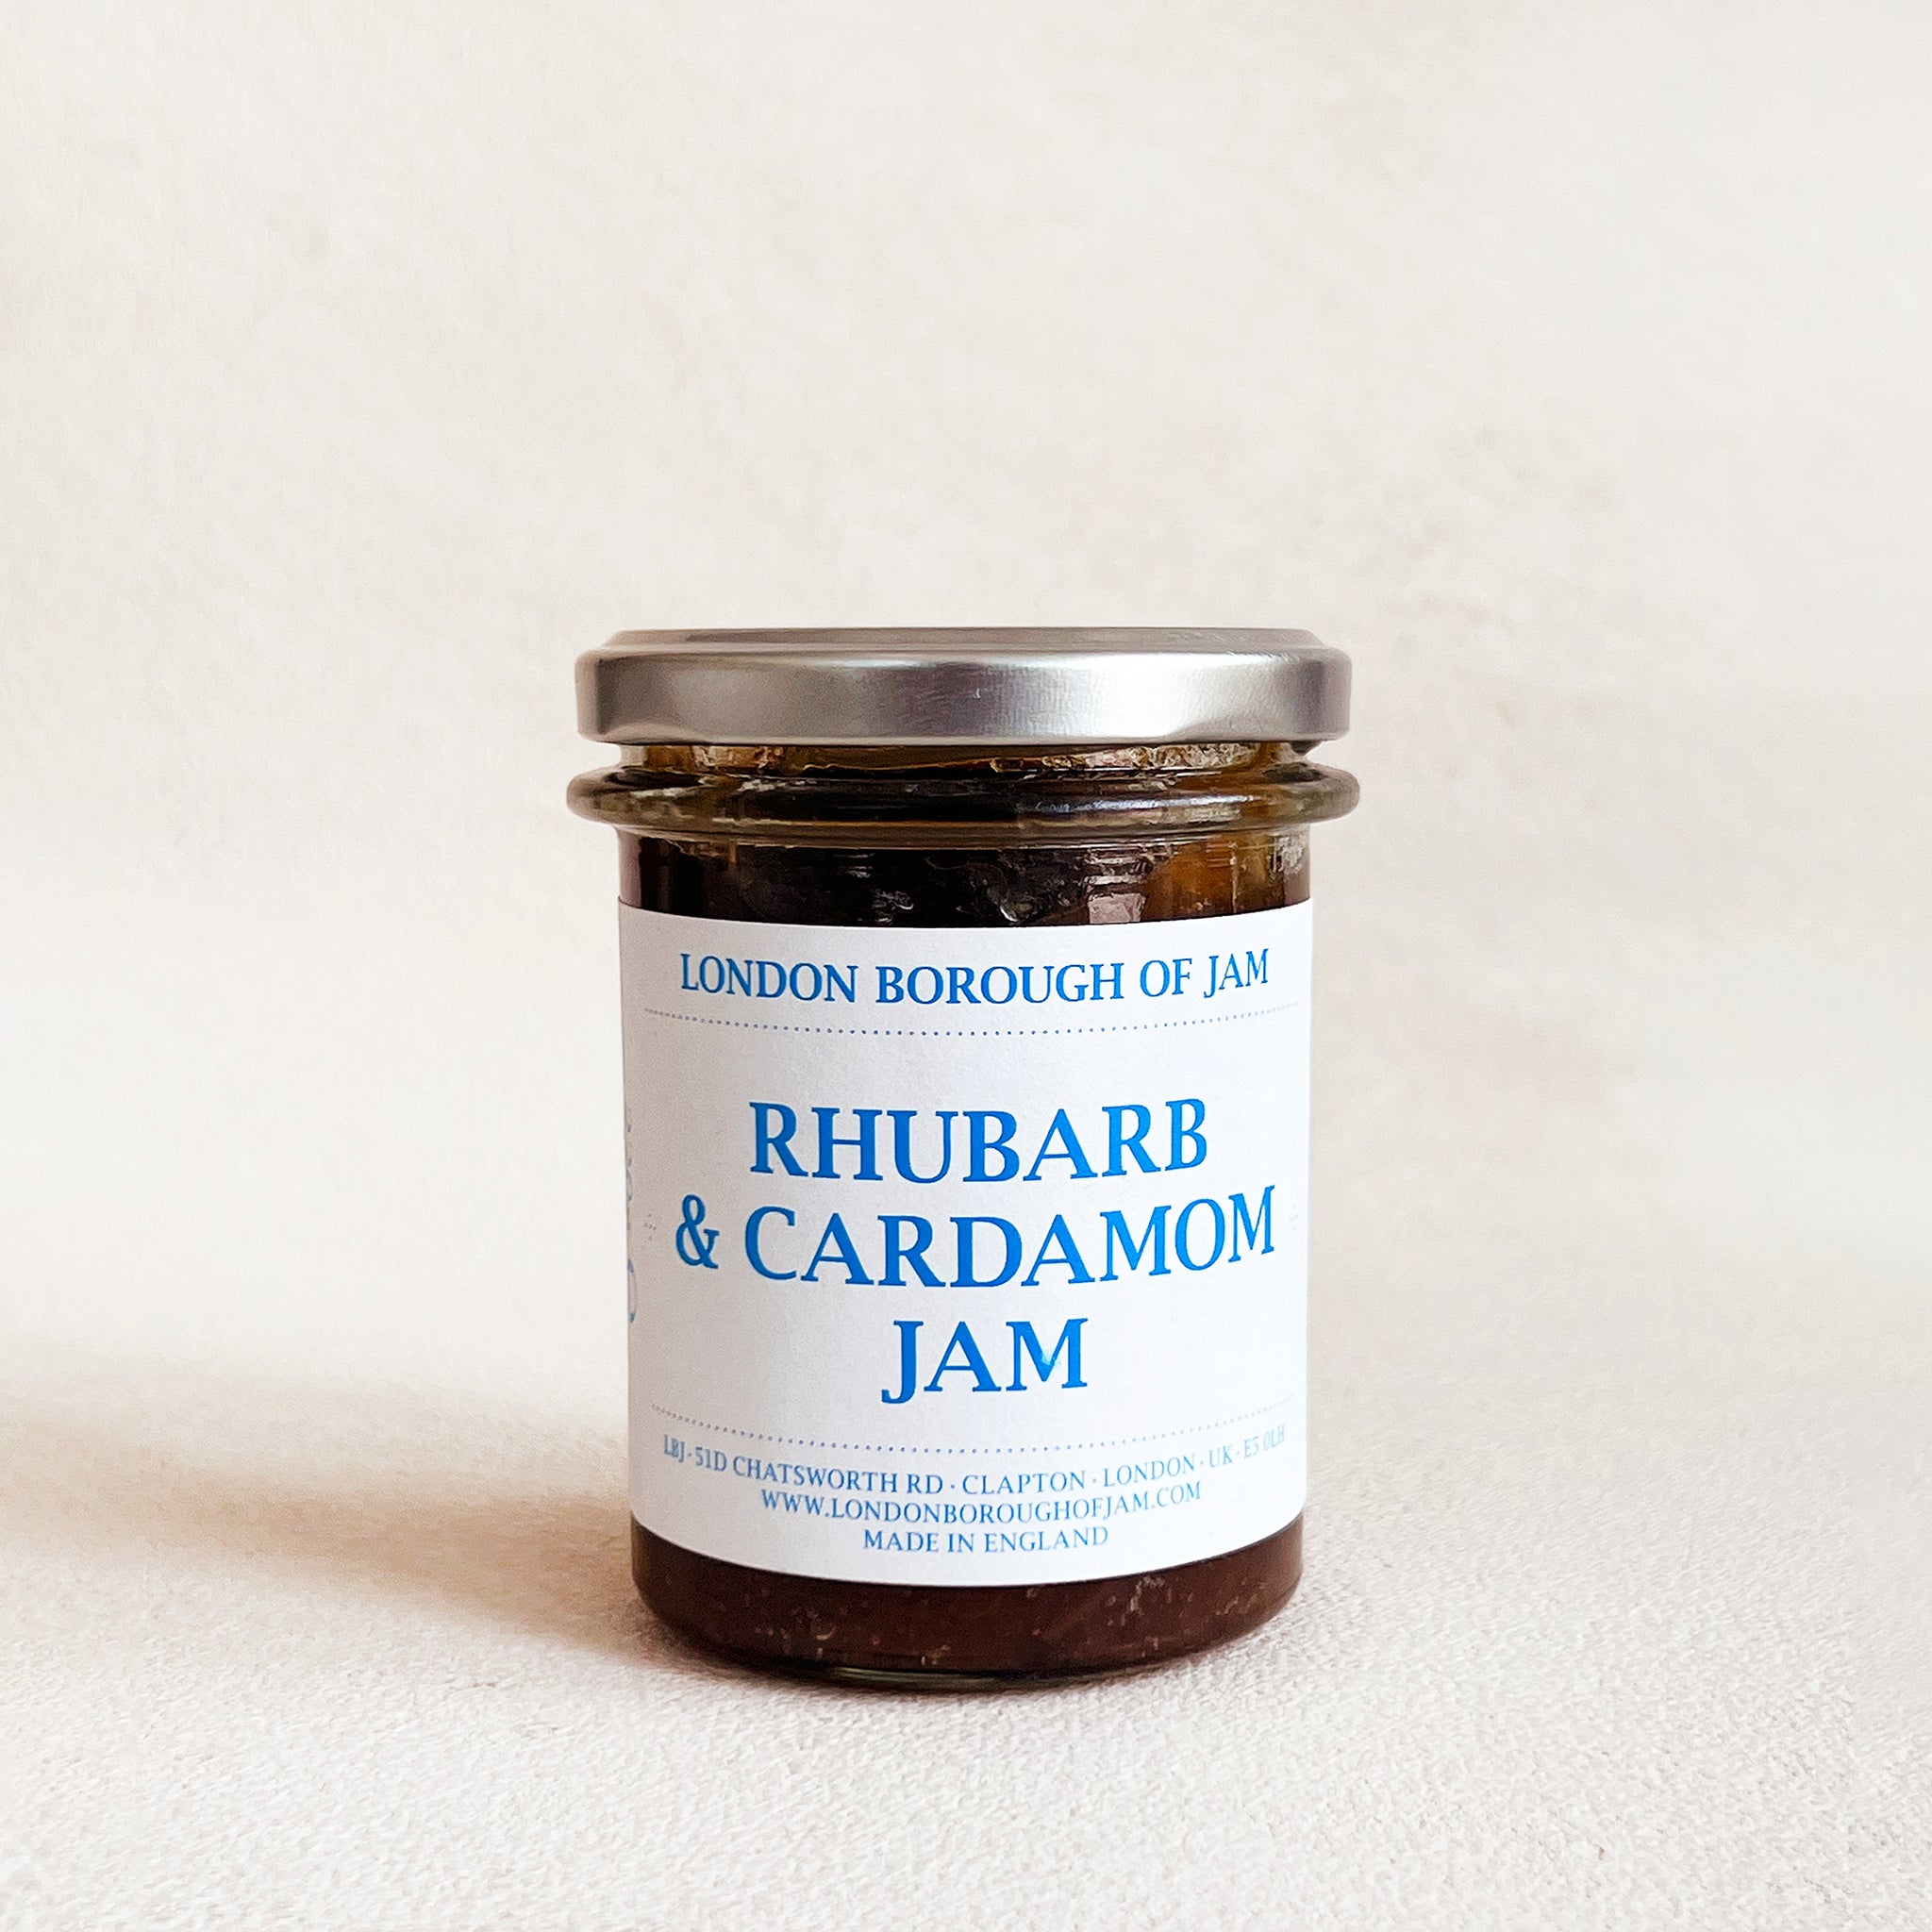 LONDON BOROUGH OF JAM
RHUBARB
& CARDAMOM
JAM
LBJ · 51D CHATSWORTH RD · CLAPTON · LONDON · UK · E5 0LH
WWW.LONDONBOROUGHOFJAM.COM
MADE IN ENGLAND